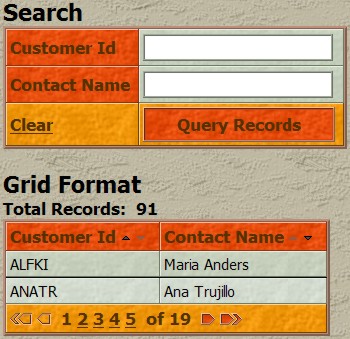 Search
Customer Id
Contact Name
Clear Query Records
Grid Format
Total Records: 91
Customer Id Contact Name
ALFKI Maria Anders
ANATR Ana Trujillo
1 2 3 4 5 of 19